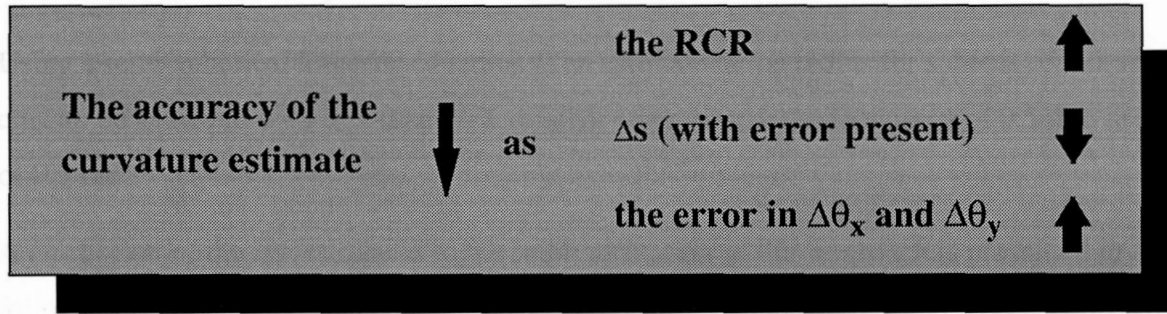 the RCR
The accuracy of the
curvature estimate
as
Δs (with error present)
the error in Δθx and Δθy